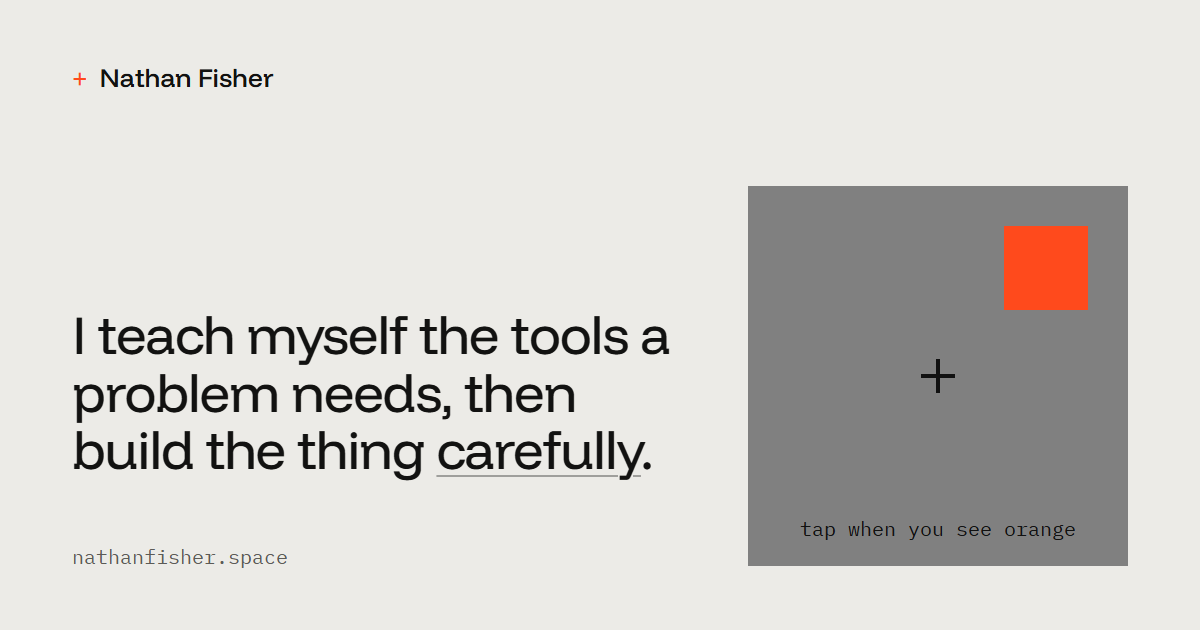 + Nathan Fisher
I teach myself the tools a
problem needs, then
build the thing carefully.
nathanfisher.space
+
tap when you see orange